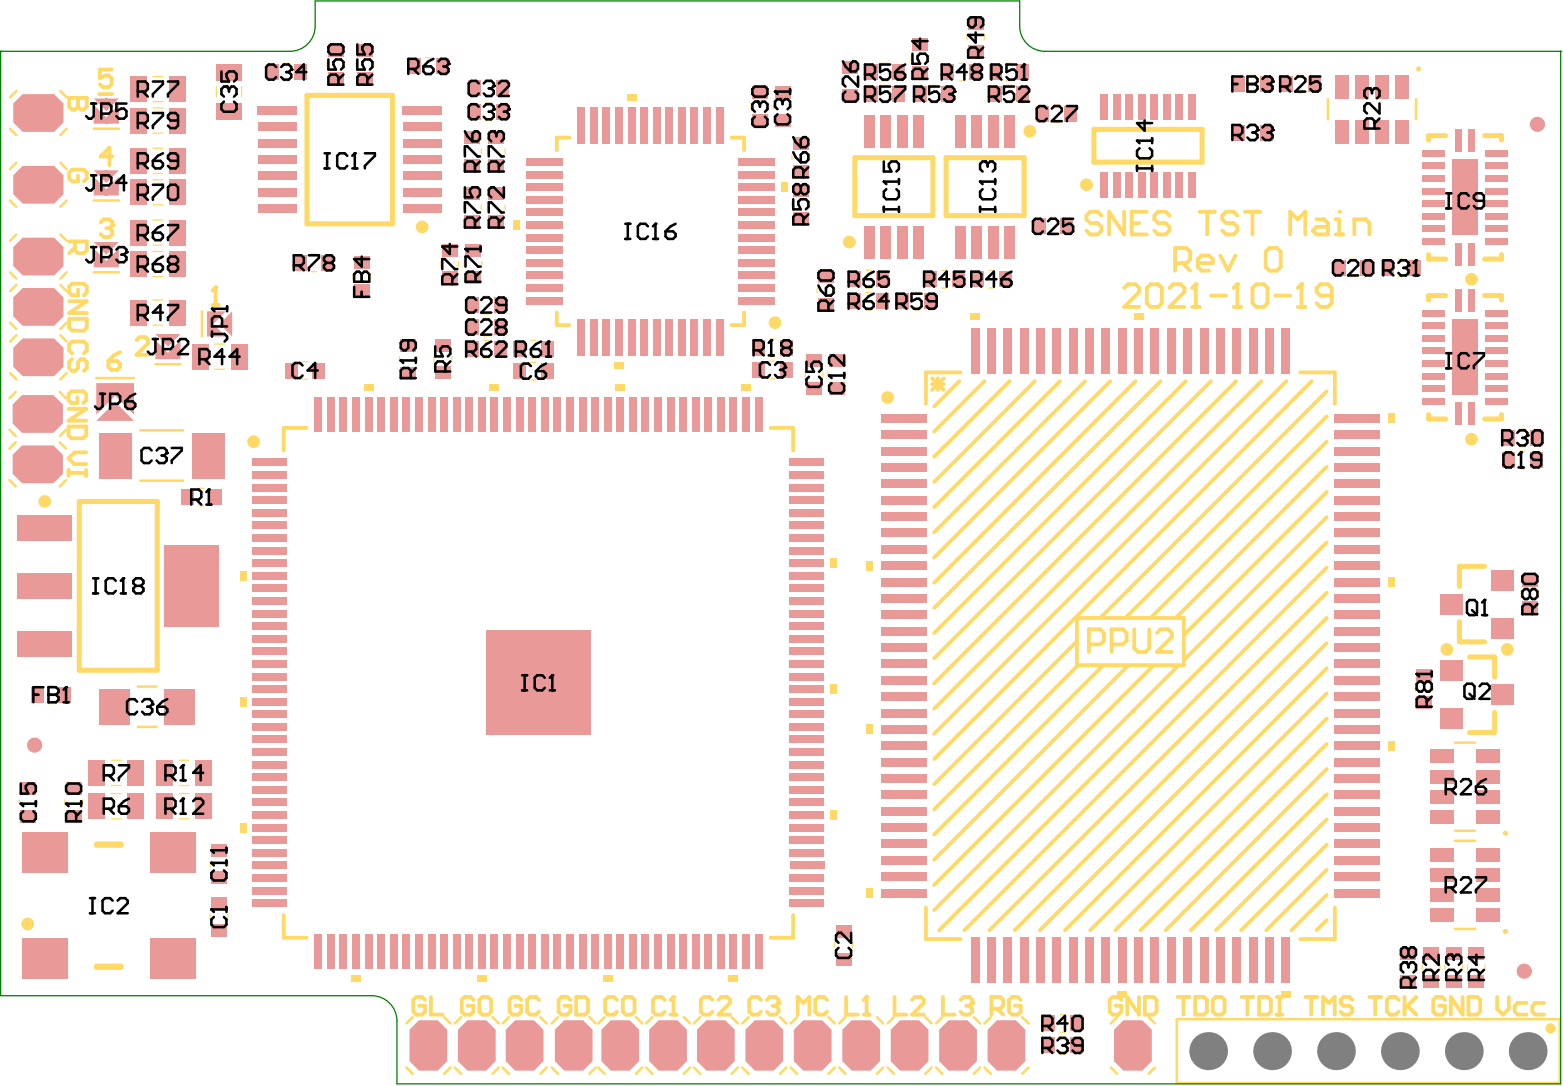 R50 R55 R63 C34 C35
R49 R54 C26 R56 R48 R51
R57 R53 R52 C27 FB3 R25 R23 R33
5 B JP5 R77 R79
C32 C33 R76 R73 C30 C31 R66
4 G JP4 R69 R70
IC17 R75 R72 IC16 R58 IC15 IC13 IC14 IC9
3 R JP3 R67 R68
C25
SNES TST Main
Rev 0
2021-10-19
R78 FB4 R74 R71 R60 R65 R45 R46 C20 R31
C29 R64 R59
GND 1 R47 JP1 C28
CS 2 JP2 R44 R62 R61 R18 IC7
6 C4 R19 R5 C6 C3 C5 C12
JP6
GND
VI C37 R30
C19
R1
IC18 Q1 R80
PPU2
IC1 R81 Q2
FB1 C36
R7 R14 R26
C15 R10 R6 R12
C11 R27
IC2 C1 C2
R38 R2 R3 R4
GL GO GC GD CO C1 C2 C3 MC L1 L2 L3 RG GND TDO TDI TMS TCK GND Vcc
R40
R39